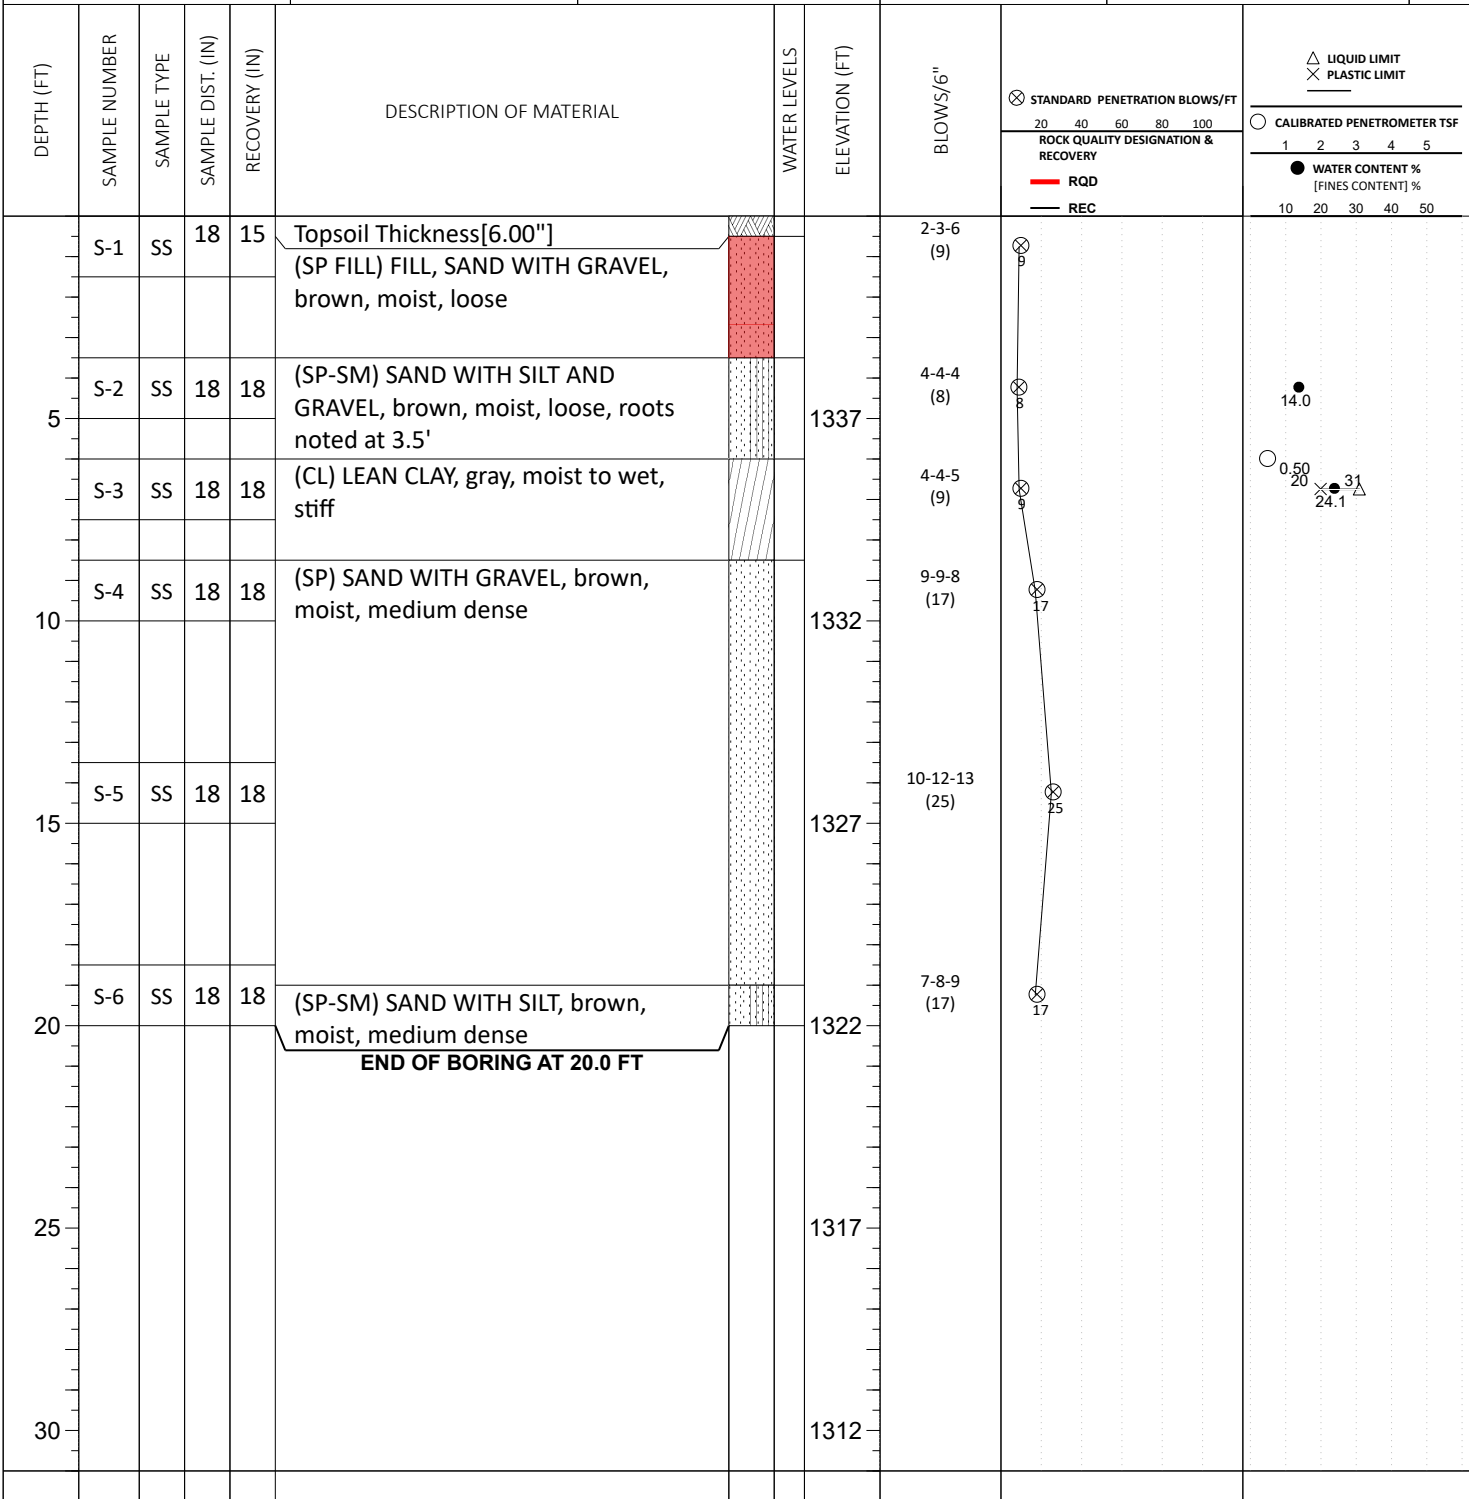 DEPTH (FT)
SAMPLE NUMBER
SAMPLE TYPE
SAMPLE DIST. (IN)
RECOVERY (IN)
DESCRIPTION OF MATERIAL
WATER LEVELS
ELEVATION (FT)
BLOWS/6"
STANDARD PENETRATION BLOWS/FT
20 40 60 80 100
ROCK QUALITY DESIGNATION &
RECOVERY
RQD
REC
LIQUID LIMIT
PLASTIC LIMIT
CALIBRATED PENETROMETER TSF
1 2 3 4 5
WATER CONTENT %
[FINES CONTENT] %
10 20 30 40 50
S-1 SS 18 15
Topsoil Thickness[6.00"]
(SP FILL) FILL, SAND WITH GRAVEL,
brown, moist, loose
2-3-6
(9)
9
S-2 SS 18 18
(SP-SM) SAND WITH SILT AND
GRAVEL, brown, moist, loose, roots
noted at 3.5'
4-4-4
(8)
8
14.0
5
1337
S-3 SS 18 18
(CL) LEAN CLAY, gray, moist to wet,
stiff
4-4-5
(9)
9
0.50
20
31
24.1
S-4 SS 18 18
(SP) SAND WITH GRAVEL, brown,
moist, medium dense
9-9-8
(17)
17
10
1332
S-5 SS 18 18
10-12-13
(25)
25
15
1327
S-6 SS 18 18
(SP-SM) SAND WITH SILT, brown,
moist, medium dense
7-8-9
(17)
17
20
1322
END OF BORING AT 20.0 FT
25
1317
30
1312